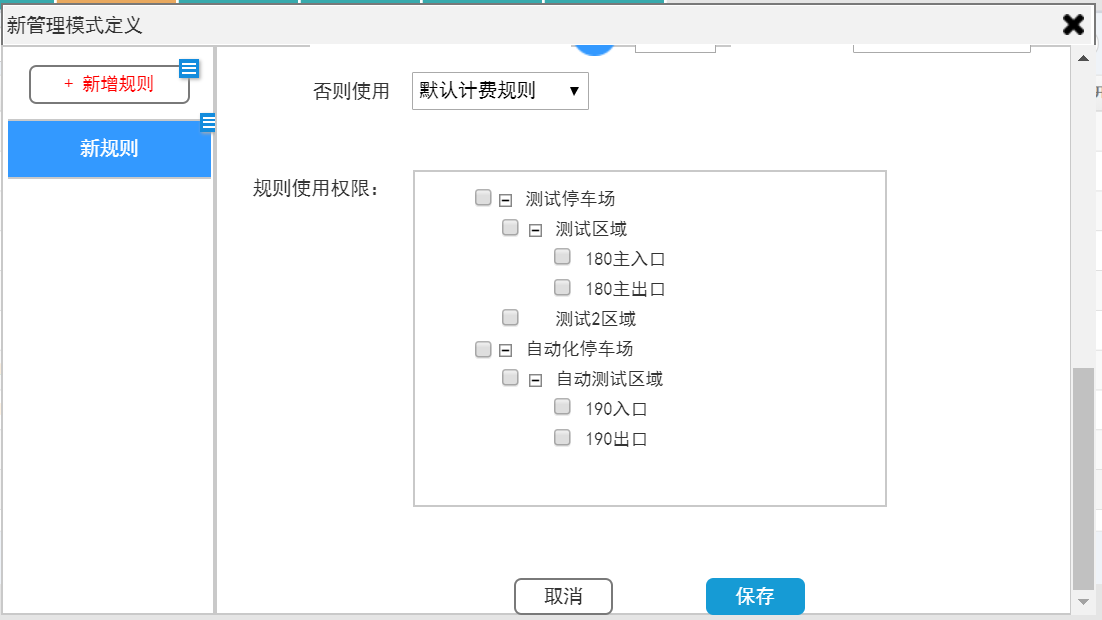 新管理模式定义
+ 新增规则
新规则
否则使用 默认计费规则
规则使用权限：
测试停车场
测试区域
180主入口
180主出口
测试2区域
自动化停车场
自动测试区域
190入口
190出口
取消 保存